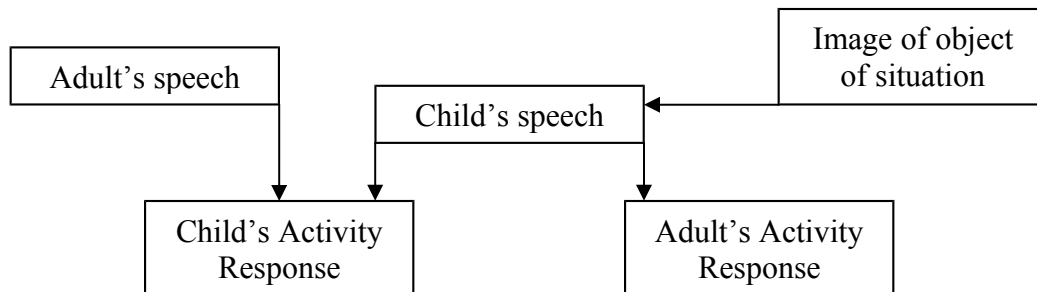 Image of object
of situation
Adult’s speech
Child’s speech
Child’s Activity
Response
Adult’s Activity
Response